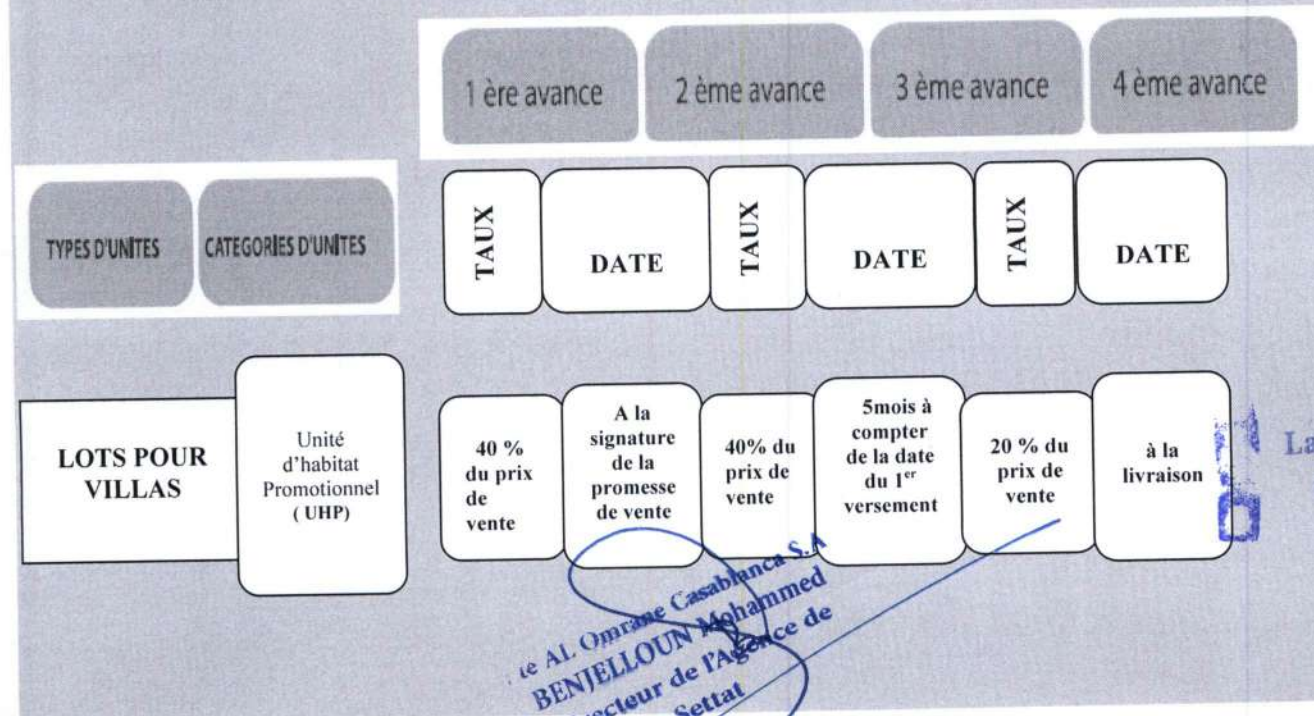 1 ère avance 2 ème avance 3 ème avance 4 ème avance
TYPES D'UNITES CATEGORIES D'UNITES TAUX DATE TAUX DATE TAUX DATE
LOTS POUR
VILLAS
Unité
d'habitat
Promotionnel
( UHP)
40 %
du prix
de
vente
A la
signature
de la
promesse
de vente
40% du
prix de
vente
5mois à
compter
de la date
du 1er
versement
20 % du
prix de
vente
à la
livraison
La
AL Omrane Casablanca S.A
BENJELLOUN Mohammed
de l'Agence de
Settat